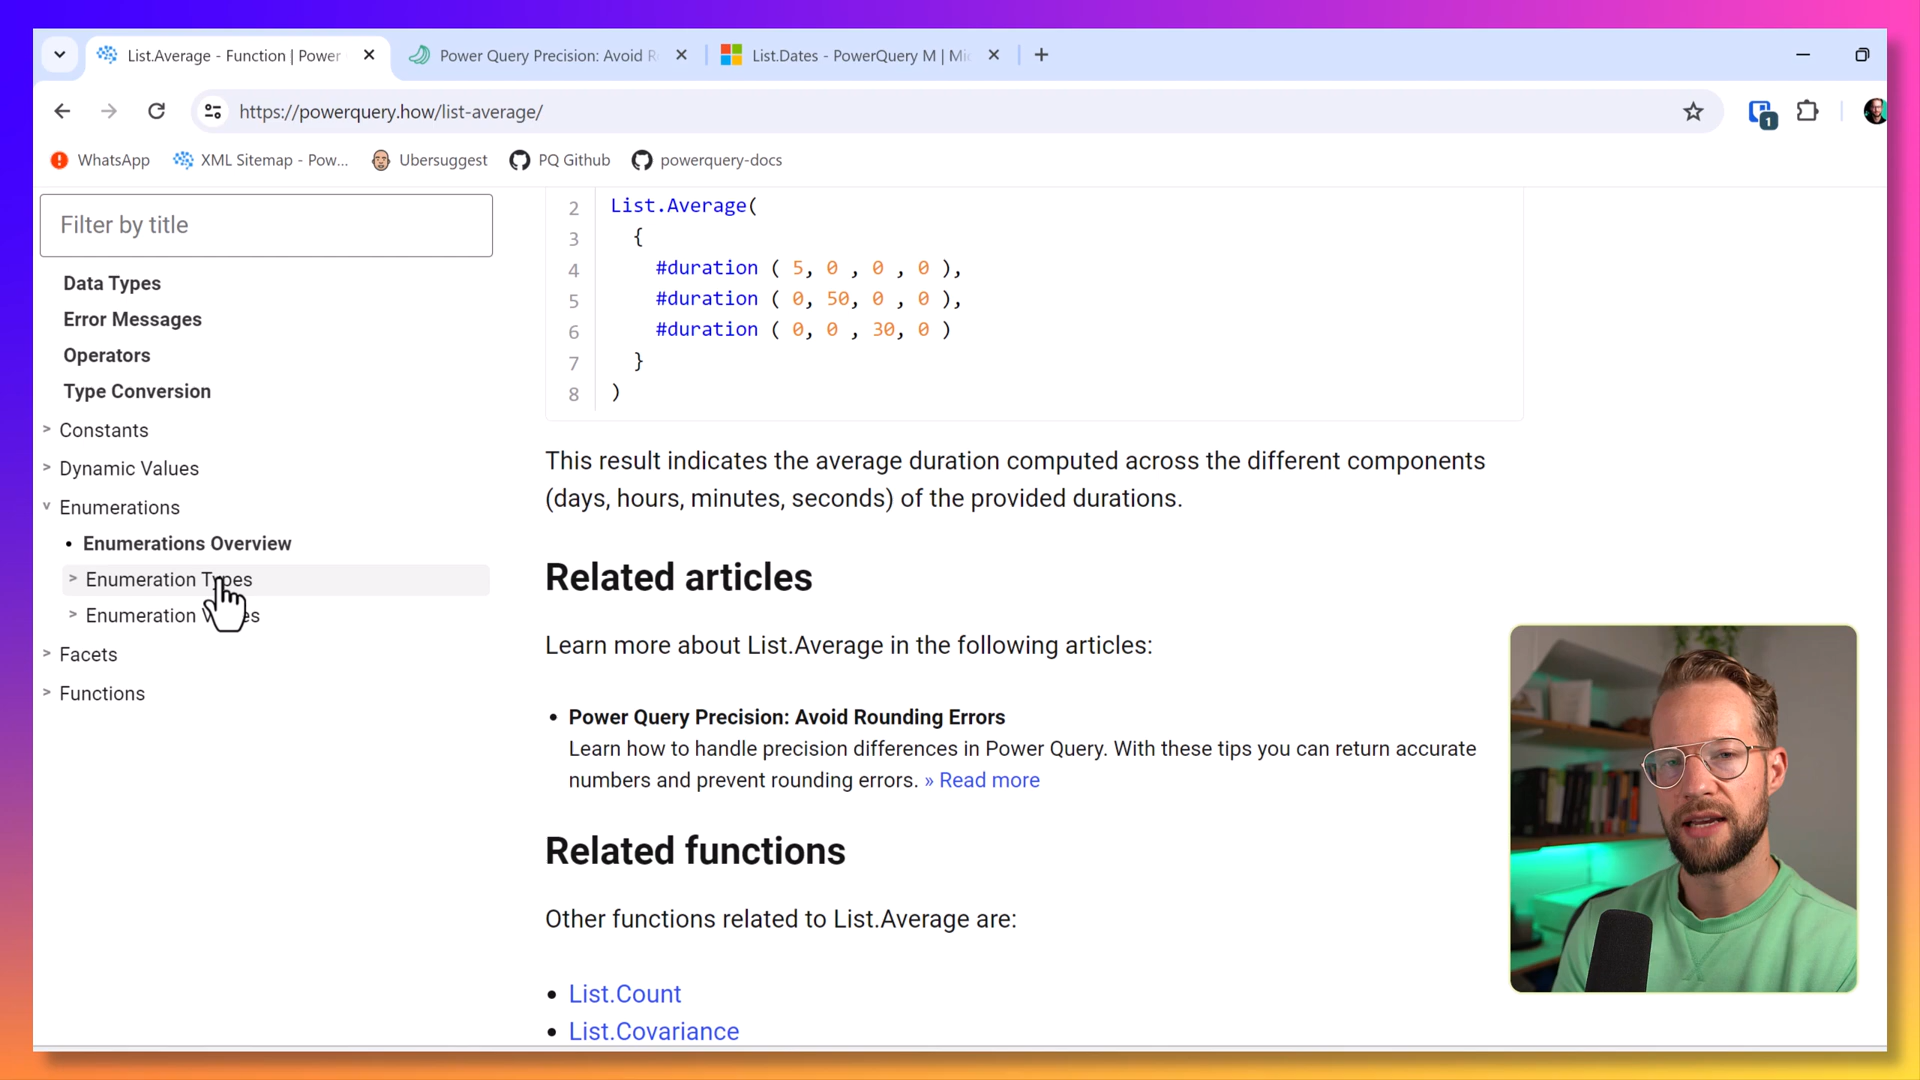 List.Average - Function | Power
Power Query Precision: Avoid R
List.Dates - PowerQuery M | Mi
https://powerquery.how/list-average/
1
WhatsApp
XML Sitemap - Pow...
Ubersuggest
PQ Github
powerquery-docs
Filter by title
Data Types
Error Messages
Operators
Type Conversion
> Constants
> Dynamic Values
v Enumerations
• Enumerations Overview
> Enumeration Types
> Enumeration
> Facets
> Functions
2 List.Average(
3 {
4 #duration ( 5, 0 , 0 , 0 ),
5 #duration ( 0, 50, 0 , 0 ),
6 #duration ( 0, 0 , 30, 0 )
7 }
8 )
This result indicates the average duration computed across the different components
(days, hours, minutes, seconds) of the provided durations.
Related articles
Learn more about List.Average in the following articles:
• Power Query Precision: Avoid Rounding Errors
Learn how to handle precision differences in Power Query. With these tips you can return accurate
numbers and prevent rounding errors. » Read more
Related functions
Other functions related to List.Average are:
• List.Count
• List.Covariance